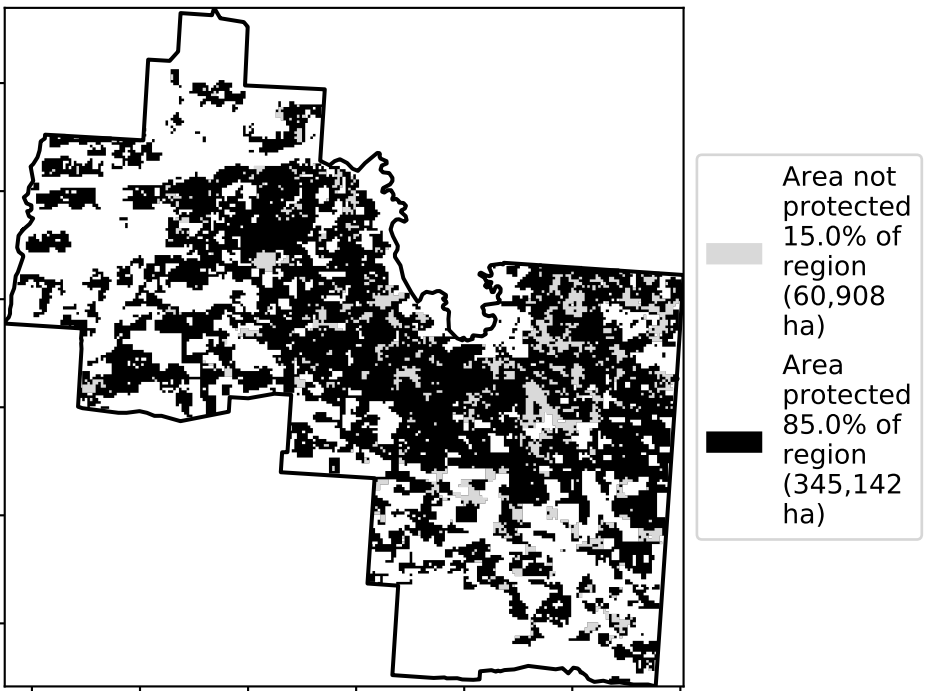 Area not
protected
15.0% of
region
(60,908
ha)
Area
protected
85.0% of
region
(345,142
ha)